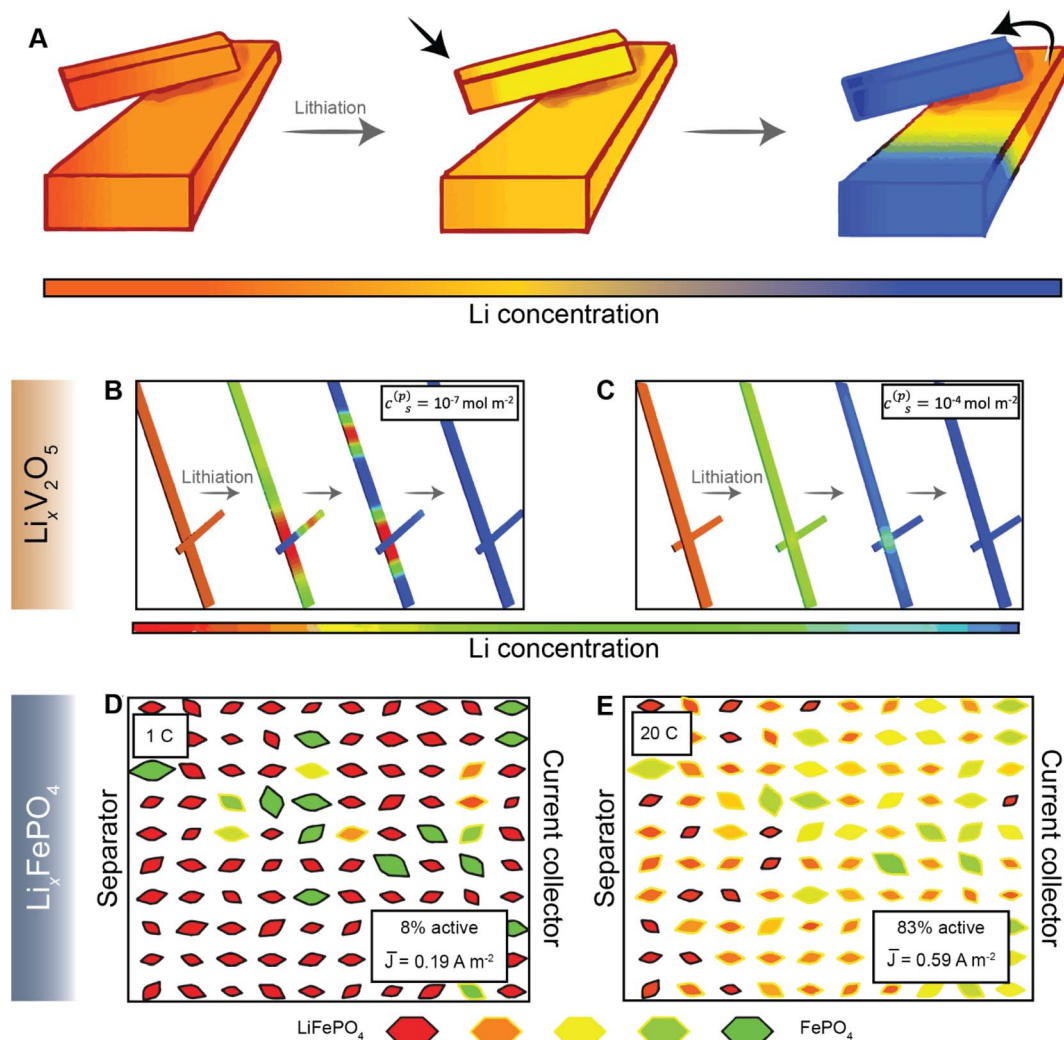 A
Lithiation
Li concentration
LiₓV₂O₅
B
c⁽ᵖ⁾ₛ = 10⁻⁷ mol m⁻²
Lithiation
C
c⁽ᵖ⁾ₛ = 10⁻⁴ mol m⁻²
Lithiation
Li concentration
LiₓFePO₄
D
1 C
Separator
Current collector
8% active
J̄ = 0.19 A m⁻²
E
20 C
Separator
Current collector
83% active
J̄ = 0.59 A m⁻²
LiFePO₄
FePO₄